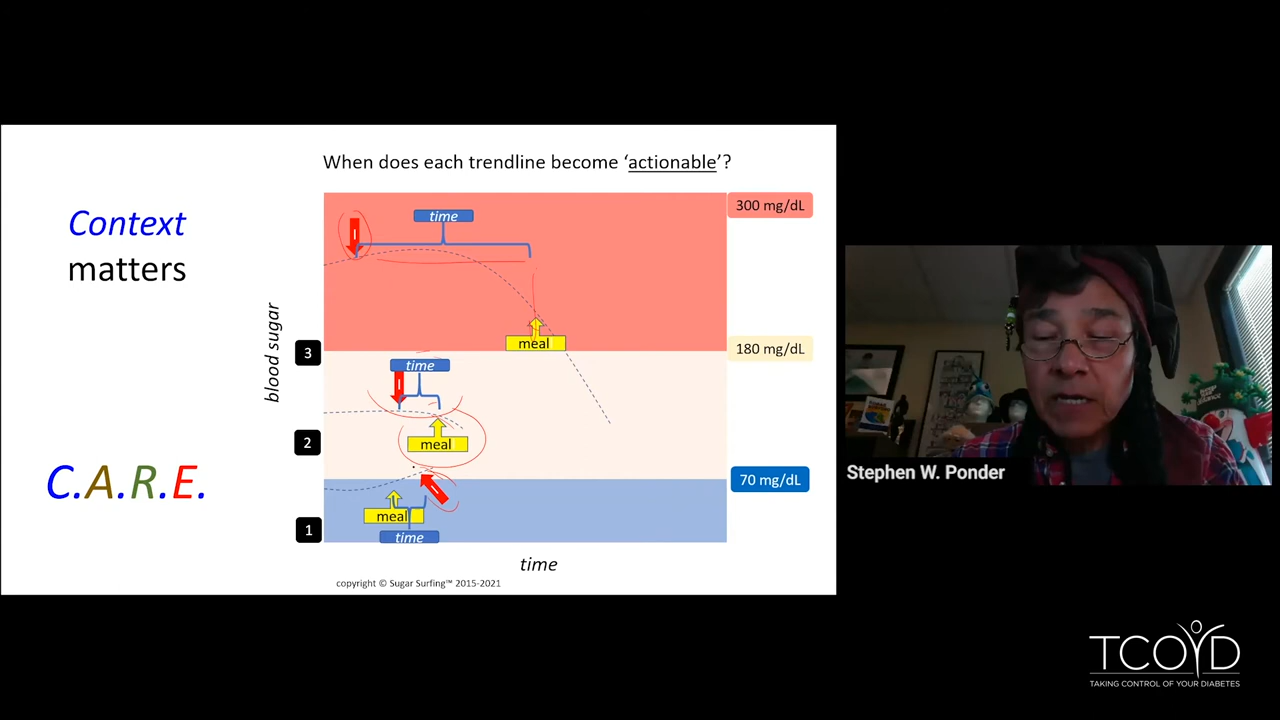 When does each trendline become ‘actionable’?
Context
matters
C.A.R.E.
blood sugar
3
2
1
time
meal
time
meal
meal
time
300 mg/dL
180 mg/dL
70 mg/dL
time
copyright © Sugar Surfing™ 2015-2021
Stephen W. Ponder
TCOYD
TAKING CONTROL OF YOUR DIABETES